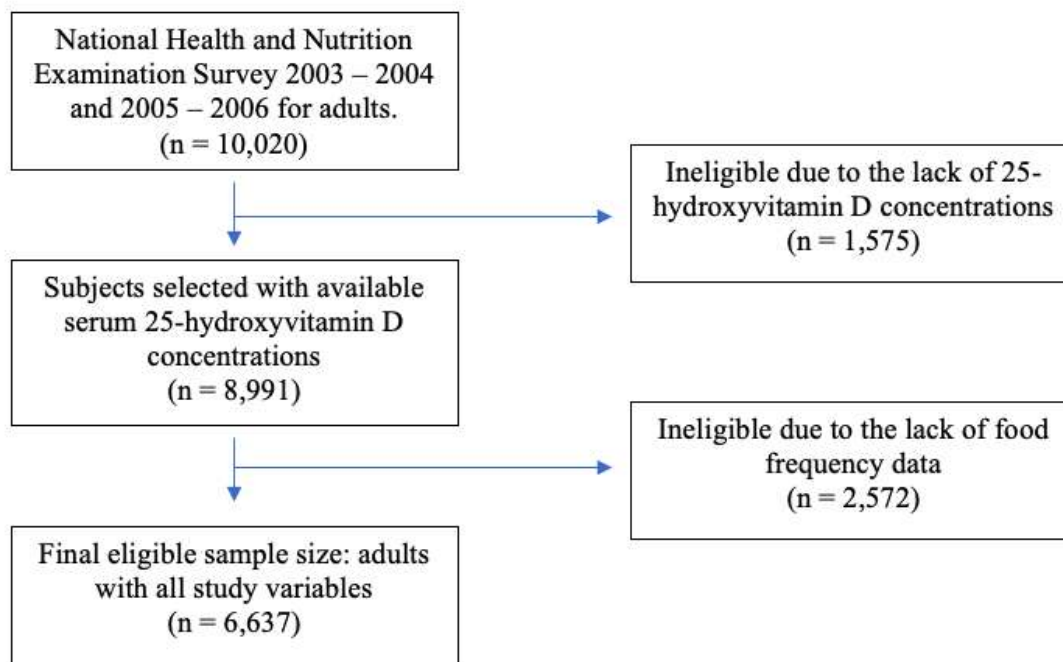 National Health and Nutrition
Examination Survey 2003 – 2004
and 2005 – 2006 for adults.
(n = 10,020)
Ineligible due to the lack of 25-
hydroxyvitamin D concentrations
(n = 1,575)
Subjects selected with available
serum 25-hydroxyvitamin D
concentrations
(n = 8,991)
Ineligible due to the lack of food
frequency data
(n = 2,572)
Final eligible sample size: adults
with all study variables
(n = 6,637)